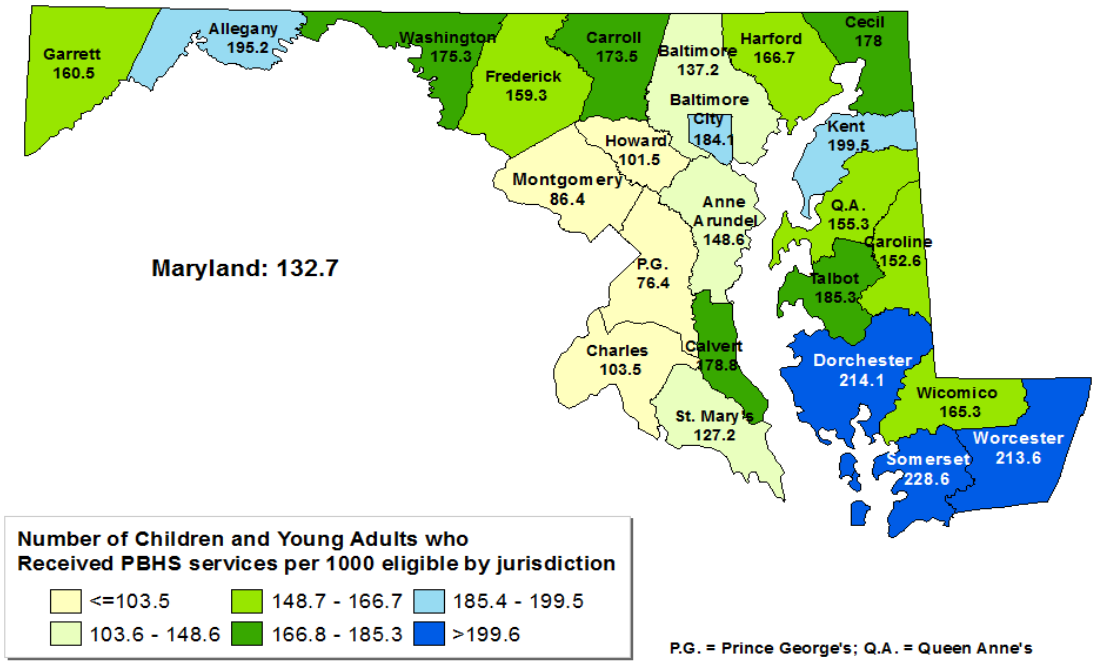 Garrett
160.5
Allegany
195.2
Washington
175.3
Frederick
159.3
Carroll
173.5
Baltimore
137.2
Baltimore
City
184.1
Harford
166.7
Cecil
178
Kent
199.5
Howard
101.5
Montgomery
86.4
Anne
Arundel
148.6
Q.A.
155.3
Caroline
152.6
Talbot
185.3
P.G.
76.4
Maryland: 132.7
Charles
103.5
Calvert
178.8
St. Mary's
127.2
Dorchester
214.1
Wicomico
165.3
Worcester
213.6
Somerset
228.6
Number of Children and Young Adults who
Received PBHS services per 1000 eligible by jurisdiction
<=103.5 148.7 - 166.7 185.4 - 199.5
103.6 - 148.6 166.8 - 185.3 >199.6
P.G. = Prince George's; Q.A. = Queen Anne's